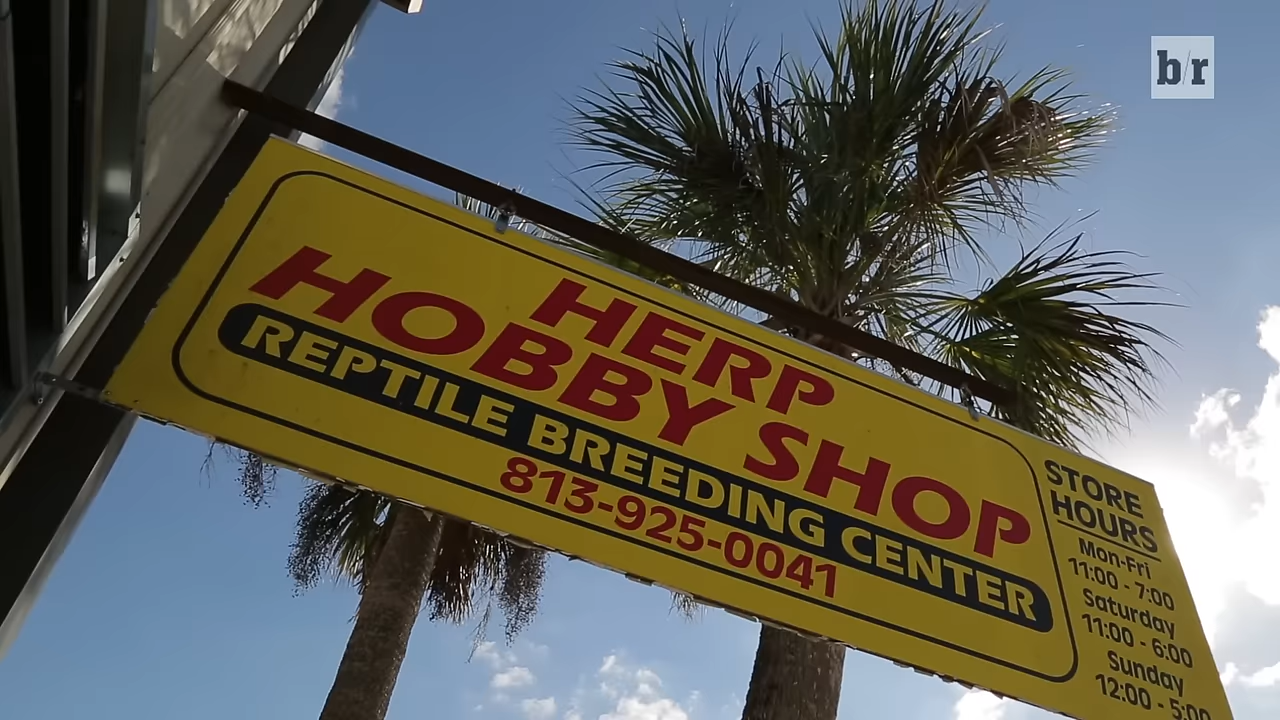 b/r
HERP
HOBBY SHOP
REPTILE BREEDING CENTER
813-925-0041
STORE
HOURS
Mon-Fri
11:00 - 7:00
Saturday
11:00 - 6:00
Sunday
12:00 - 5:00